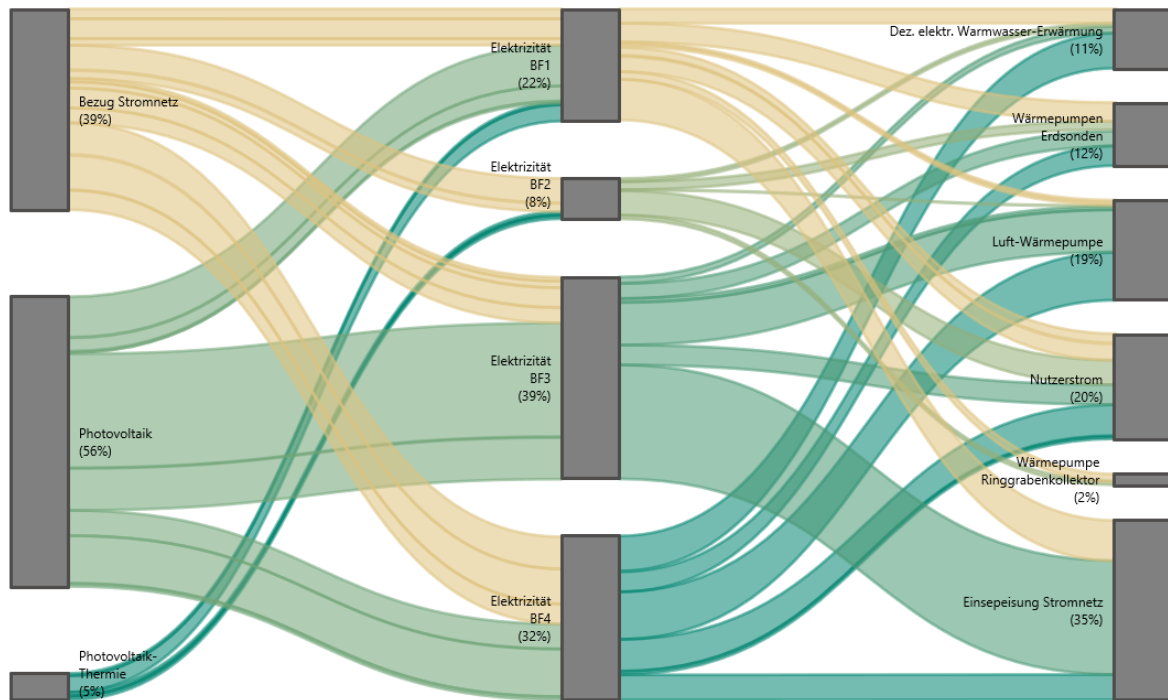 Bezug Stromnetz
(39%)
Photovoltaik
(56%)
Photovoltaik-
Thermie
(5%)
Elektrizität
BF1
(22%)
Elektrizität
BF2
(8%)
Elektrizität
BF3
(39%)
Elektrizität
BF4
(32%)
Dez. elektr. Warmwasser-Erwärmung
(11%)
Wärmepumpen
Erdsonden
(12%)
Luft-Wärmepumpe
(19%)
Nutzerstrom
(20%)
Wärmepumpe
Ringgrabenkollektor
(2%)
Einsepeisung Stromnetz
(35%)